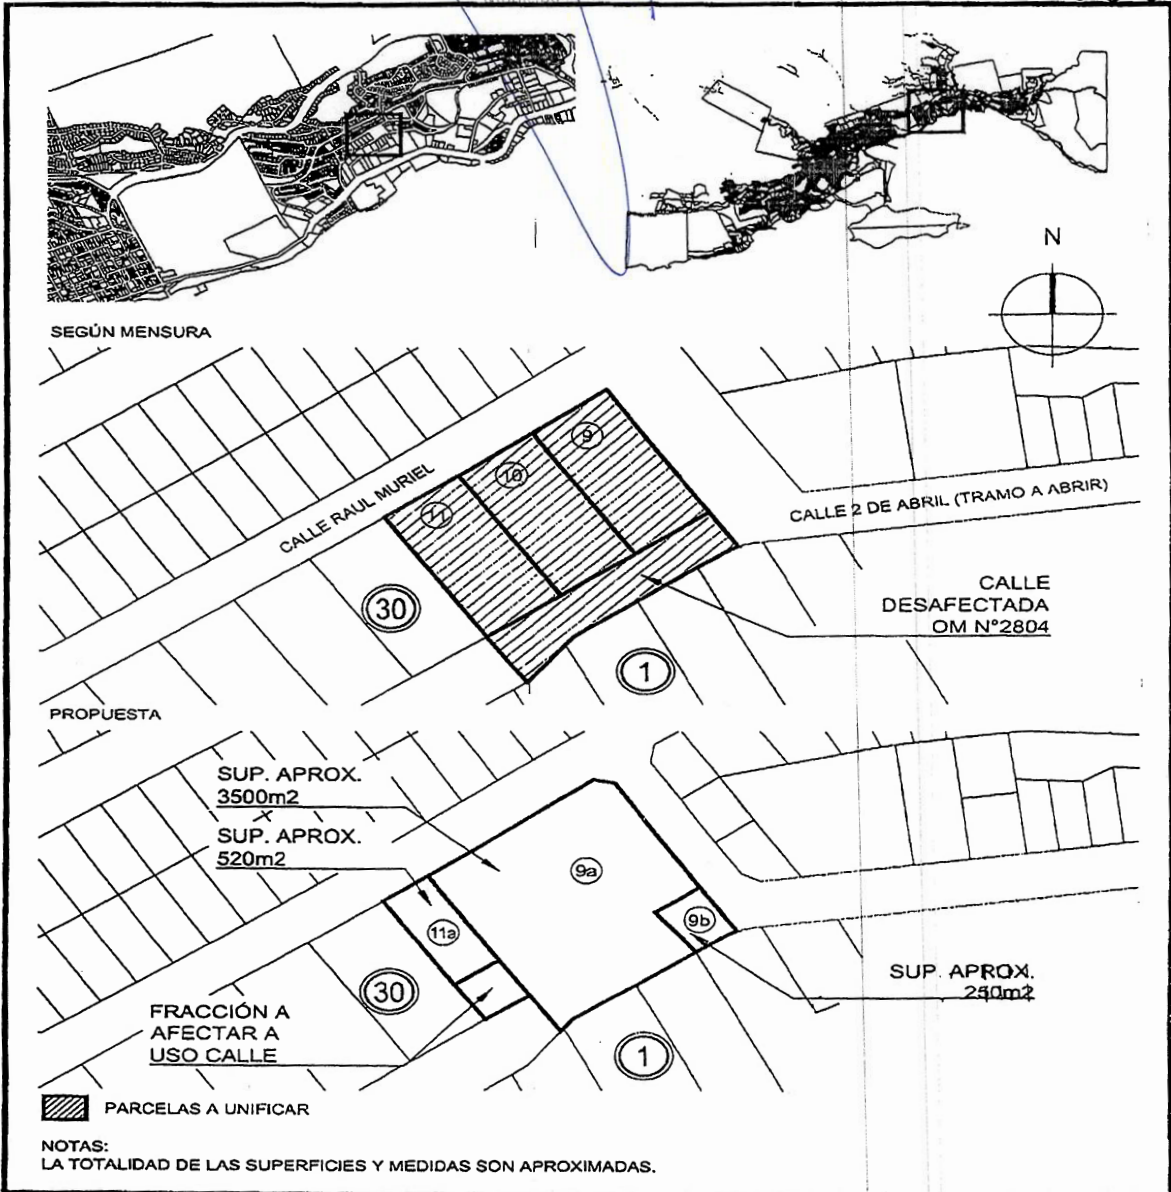 N
SEGÚN MENSURA
9
10
11
CALLE RAUL MURIEL
CALLE 2 DE ABRIL (TRAMO A ABRIR)
30
CALLE
DESAFECTADA
OM N°2804
1
PROPUESTA
SUP. APROX.
3500m2
SUP. APROX.
520m2
9a
9b
11a
30
SUP. APROX.
250m2
FRACCIÓN A
AFECTAR A
USO CALLE
1
PARCELAS A UNIFICAR
NOTAS:
LA TOTALIDAD DE LAS SUPERFICIES Y MEDIDAS SON APROXIMADAS.